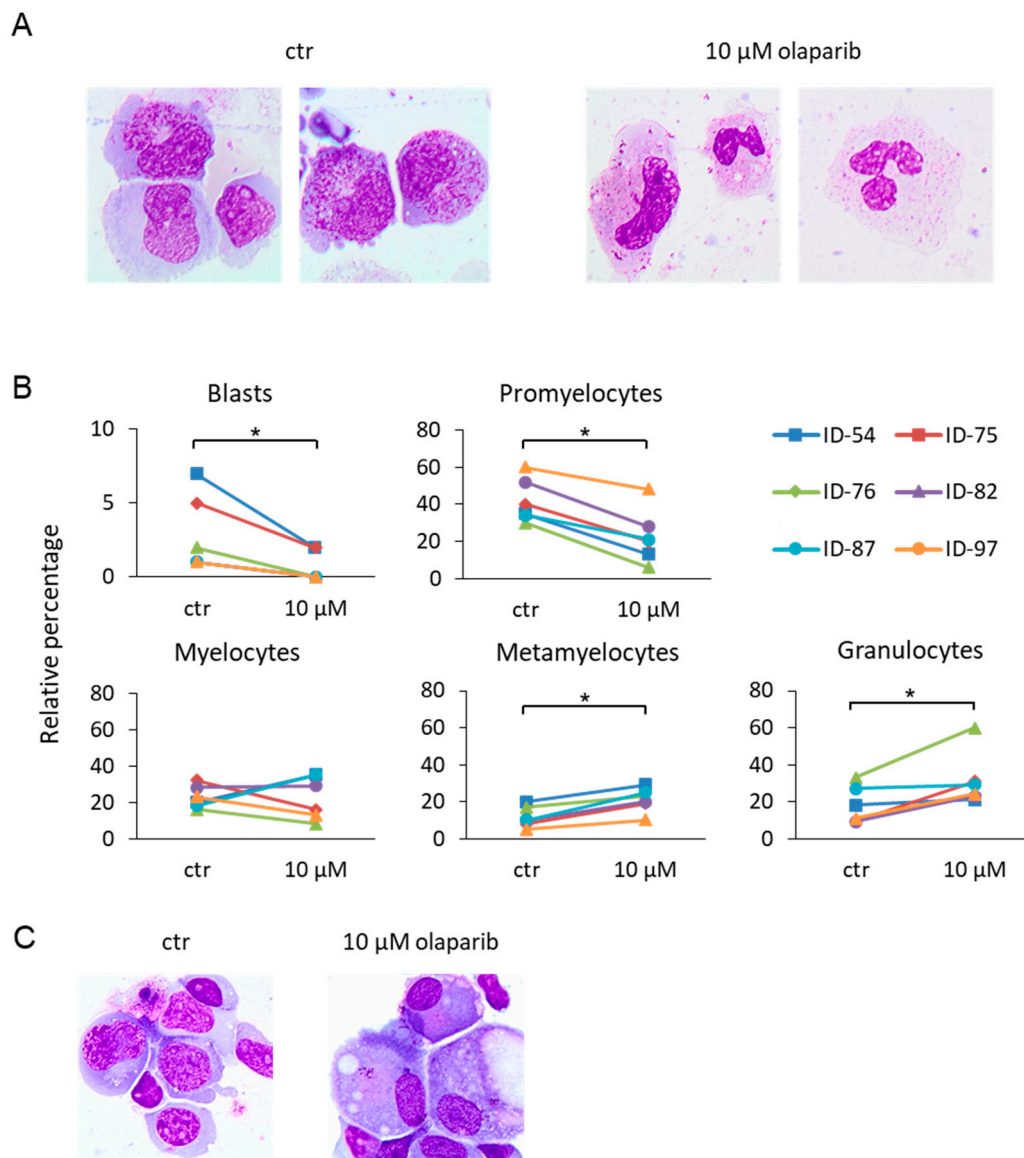 A
ctr
10 μM olaparib
B
Blasts
Promyelocytes
*
*
10
5
0
80
60
40
20
0
ID-54
ID-75
ID-76
ID-82
ID-87
ID-97
ctr
10 μM
ctr
10 μM
Relative percentage
Myelocytes
Metamyelocytes
Granulocytes
*
*
80
60
40
20
0
80
60
40
20
0
80
60
40
20
0
ctr
10 μM
ctr
10 μM
ctr
10 μM
C
ctr
10 μM olaparib